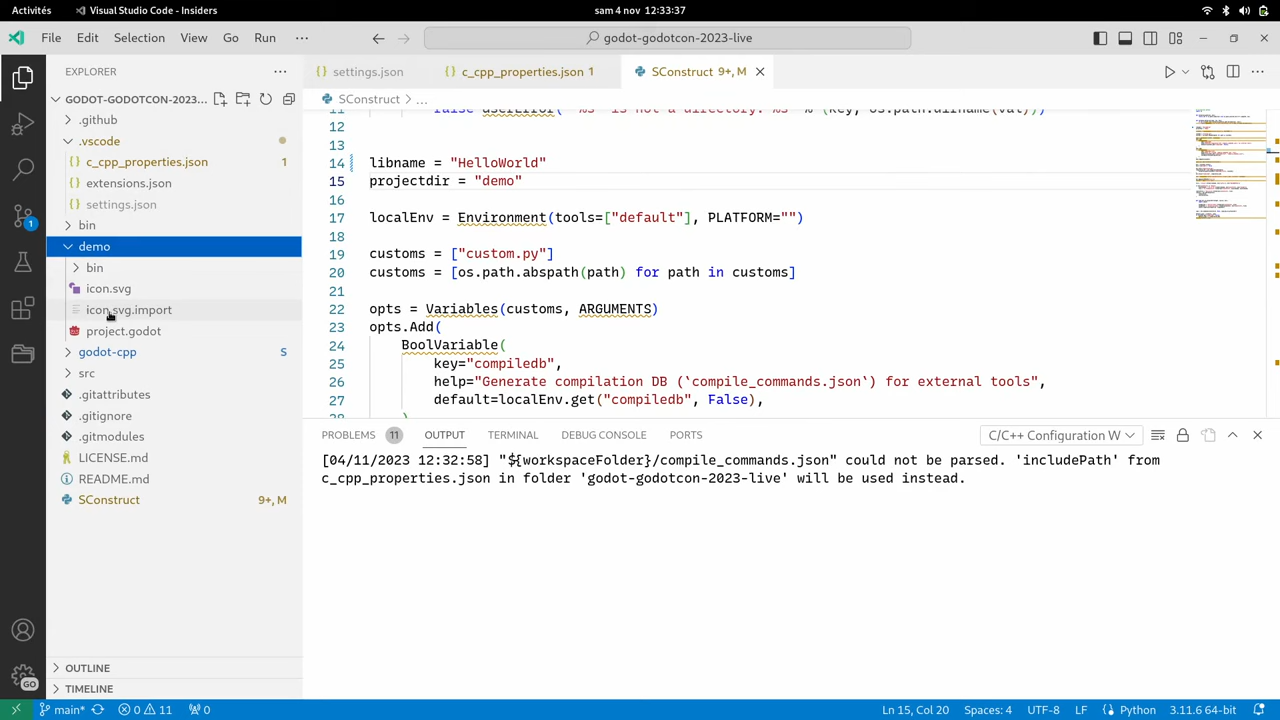 Activités
Visual Studio Code - Insiders
sam 4 nov 12:33:37
File Edit Selection View Go Run ...
godot-godotcon-2023-live
EXPLORER
settings.json
c_cpp_properties.json 1
SConstruct 9+, M
GODOT-GODOTCON-2023...
SConstruct > ...
.github
.vscode
c_cpp_properties.json 1
extensions.json
settings.json
bin
demo
bin
icon.svg
icon.svg.import
project.godot
godot-cpp S
src
.gitattributes
.gitignore
.gitmodules
LICENSE.md
README.md
SConstruct 9+, M
OUTLINE
TIMELINE
12
13
14 libname = "HelloWorld"
15 projectdir = "demo"
16
17 localEnv = Environment(tools=["default"], PLATFORM="")
18
19 customs = ["custom.py"]
20 customs = [os.path.abspath(path) for path in customs]
21
22 opts = Variables(customs, ARGUMENTS)
23 opts.Add(
24 BoolVariable(
25 key="compiledb",
26 help="Generate compilation DB (`compile_commands.json`) for external tools",
27 default=localEnv.get("compiledb", False),
28 )
PROBLEMS 11 OUTPUT TERMINAL DEBUG CONSOLE PORTS
C/C++ Configuration W
[04/11/2023 12:32:58] "${workspaceFolder}/compile_commands.json" could not be parsed. 'includePath' from
c_cpp_properties.json in folder 'godot-godotcon-2023-live' will be used instead.
GO
main* 0 11 0
Ln 15, Col 20 Spaces: 4 UTF-8 LF Python 3.11.6 64-bit